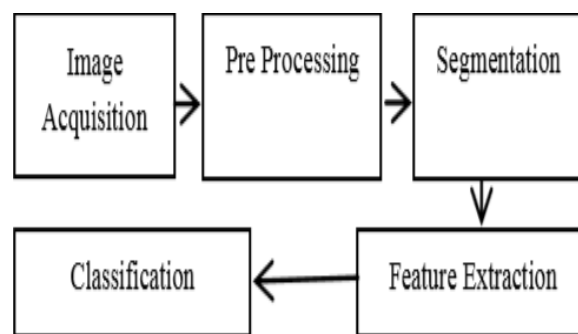 Image
Acquisition
Pre Processing
Segmentation
Feature Extraction
Classification